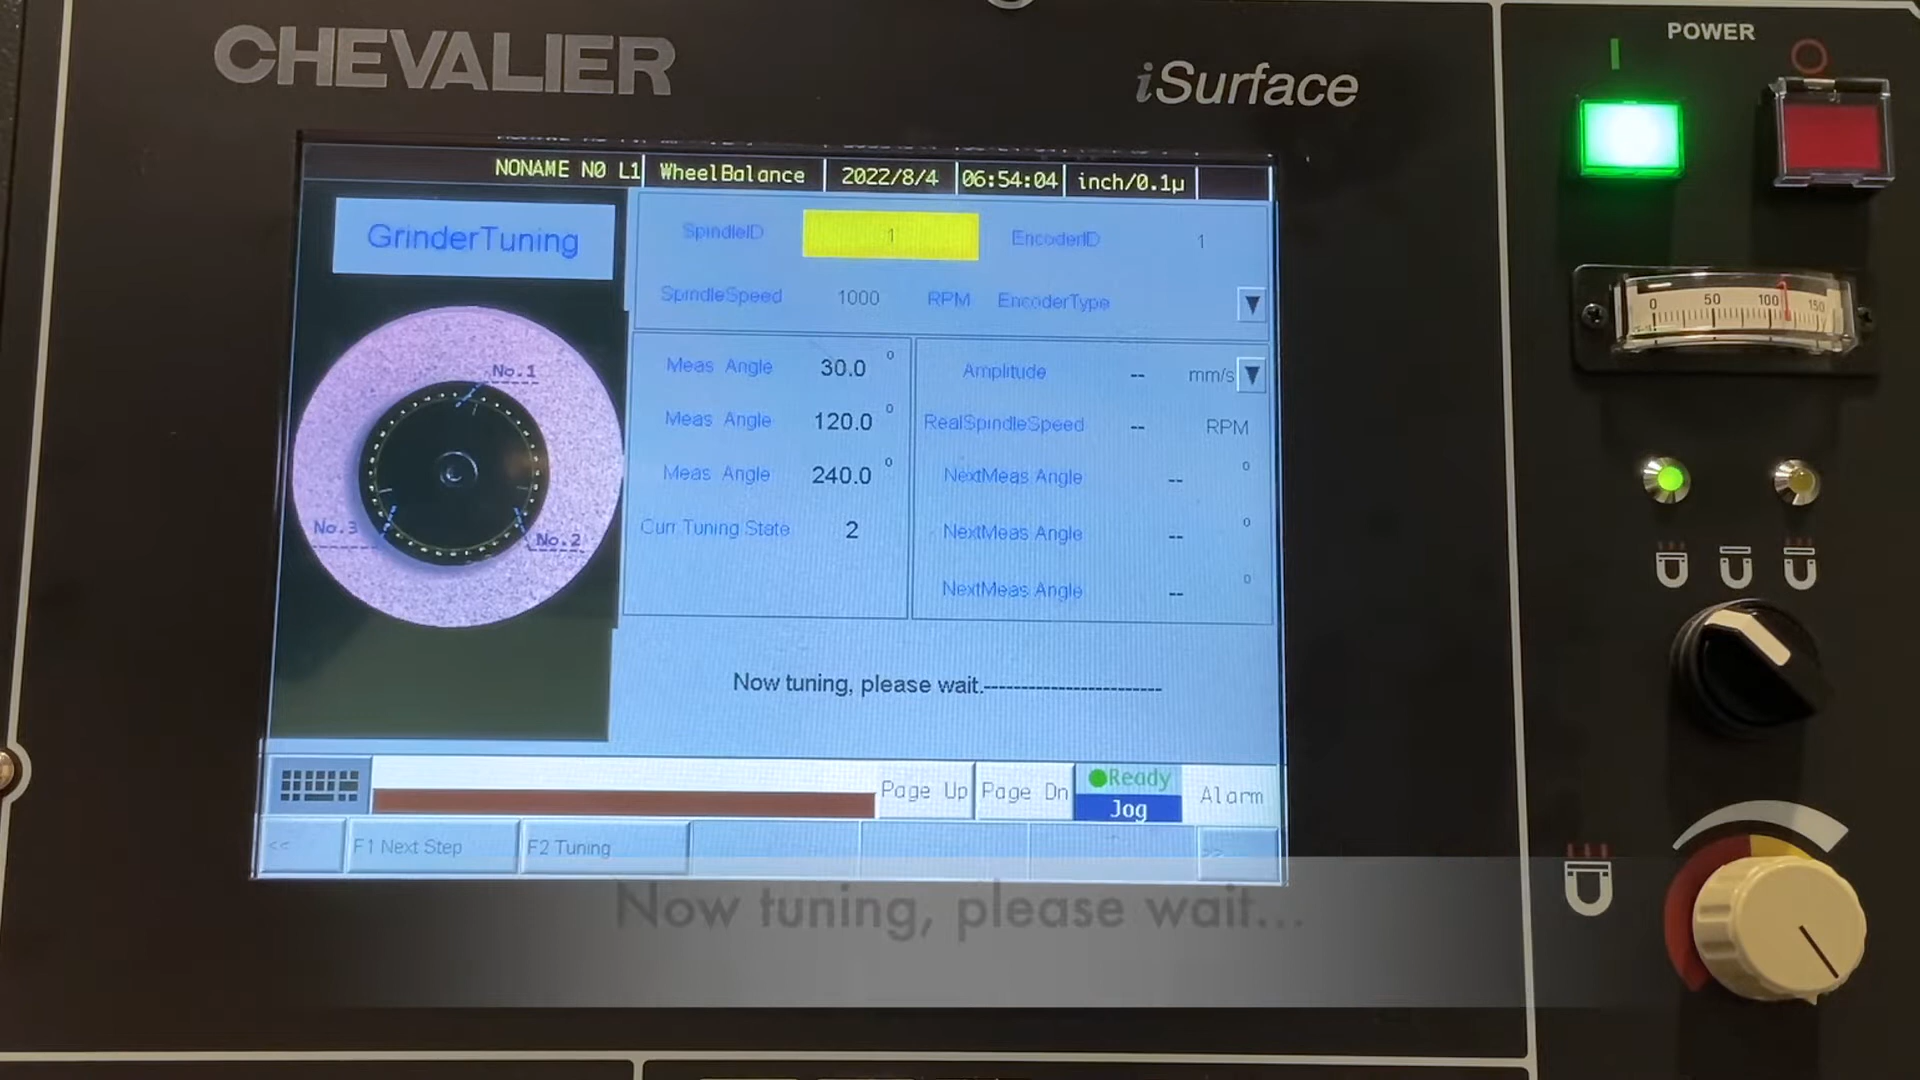 CHEVALIER
iSurface
POWER
NONAME N0 L1 WheelBalance 2022/8/4 06:54:04 inch/0.1µ
GrinderTuning
SpindleID 1 EncoderID 1
SpindleSpeed 1000 RPM EncoderType
Meas Angle 30.0 °
Meas Angle 120.0 °
Meas Angle 240.0 °
Curr.Tuning State 2
Amplitude -- mm/s
RealSpindleSpeed -- RPM
NextMeas Angle -- °
NextMeas Angle -- °
NextMeas Angle -- °
No.1
No.3
No.2
Now tuning, please wait.------------------------
Page Up Page Dn Ready
Jog
Alarm
<< F1 Next Step F2 Tuning >>
Now tuning, please wait...
0 50 100 150